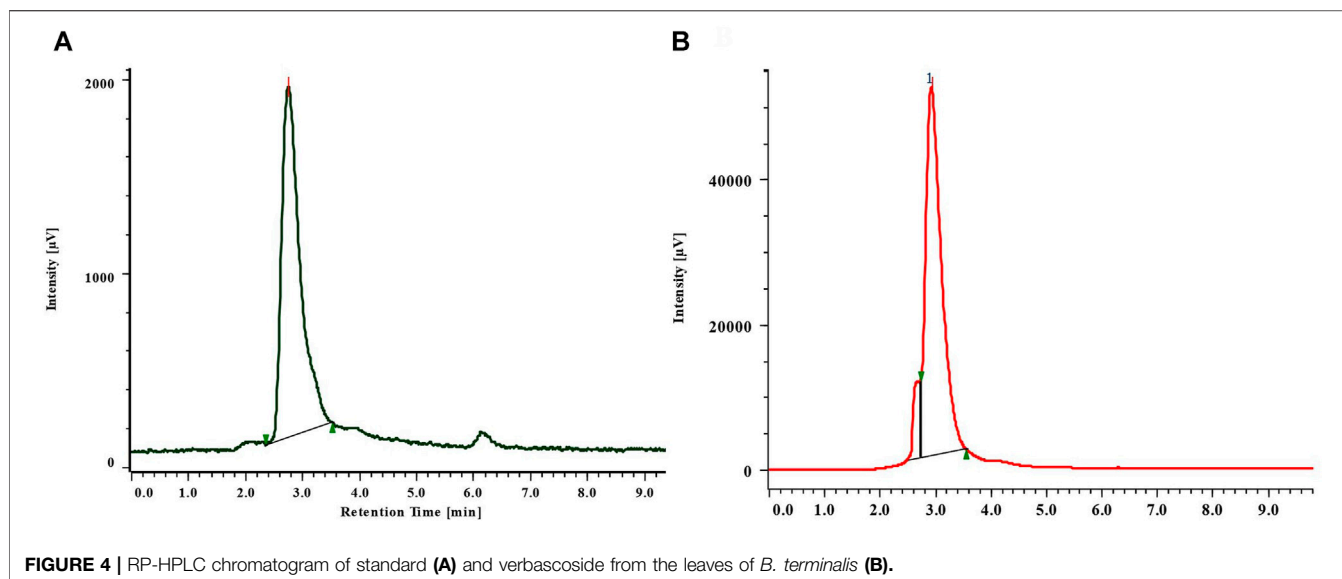 A
B
B
2000
1000
0
Intensity [µV]
0.0 1.0 2.0 3.0 4.0 5.0 6.0 7.0 8.0 9.0
Retention Time [min]
1
40000
20000
0
Intensity [µV]
0.0 1.0 2.0 3.0 4.0 5.0 6.0 7.0 8.0 9.0
FIGURE 4 | RP-HPLC chromatogram of standard (A) and verbascoside from the leaves of B. terminalis (B).